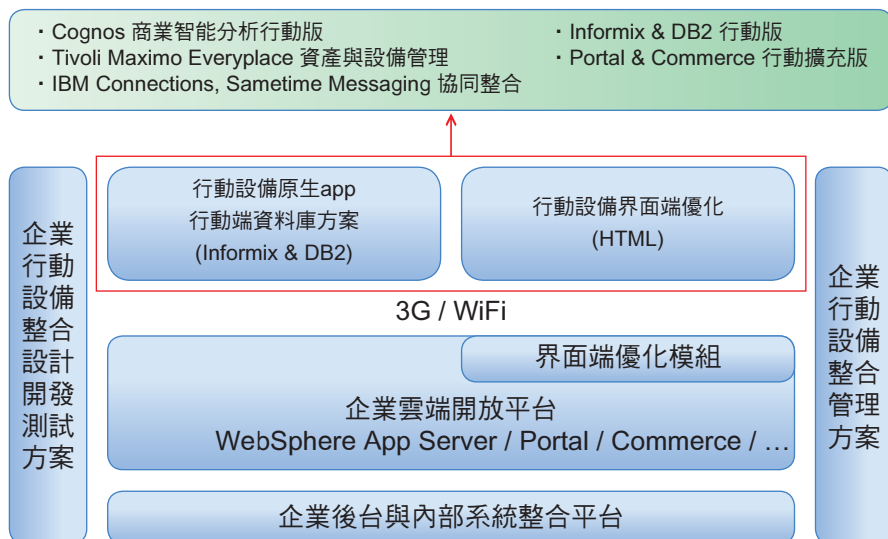 ・Cognos 商業智能分析行動版
・Tivoli Maximo Everyplace 資產與設備管理
・IBM Connections, Sametime Messaging 協同整合
・Informix & DB2 行動版
・Portal & Commerce 行動擴充版
企業
行動
設備
整合
設計
開發
測試
方案
行動設備原生app
行動端資料庫方案
(Informix & DB2)
行動設備界面端優化
(HTML)
3G / WiFi
界面端優化模組
企業雲端開放平台
WebSphere App Server / Portal / Commerce / …
企業後台與內部系統整合平台
企業
行動
設備
整合
管理
方案